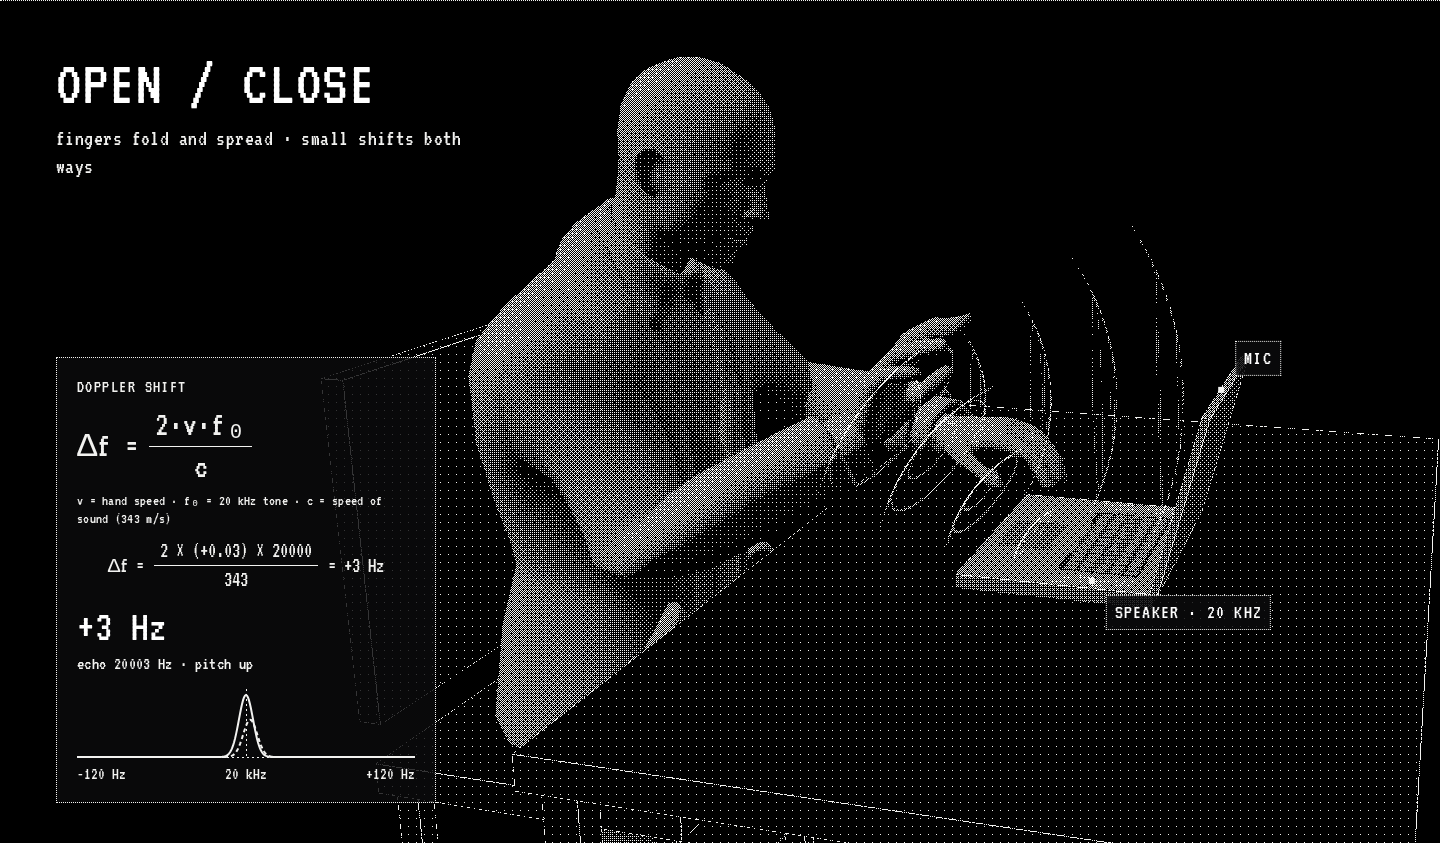 OPEN / CLOSE
fingers fold and spread · small shifts both
ways
MIC
DOPPLER SHIFT
Δf = 2·v·f₀
c
v = hand speed · f₀ = 20 kHz tone · c = speed of
sound (343 m/s)
Δf = 2 X (+0.03) X 20000 = +3 Hz
343
SPEAKER · 20 KHZ
+3 Hz
echo 20003 Hz · pitch up
-120 Hz 20 kHz +120 Hz